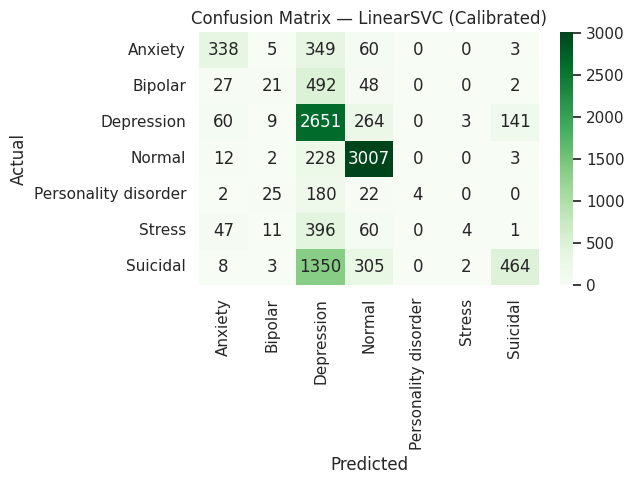 Confusion Matrix — LinearSVC (Calibrated)
Actual
Anxiety 338 5 349 60 0 0 3
Bipolar 27 21 492 48 0 0 2
Depression 60 9 2651 264 0 3 141
Normal 12 2 228 3007 0 0 3
Personality disorder 2 25 180 22 4 0 0
Stress 47 11 396 60 0 4 1
Suicidal 8 3 1350 305 0 2 464
Anxiety
Bipolar
Depression
Normal
Personality disorder
Stress
Suicidal
Predicted
3000
2500
2000
1500
1000
500
0